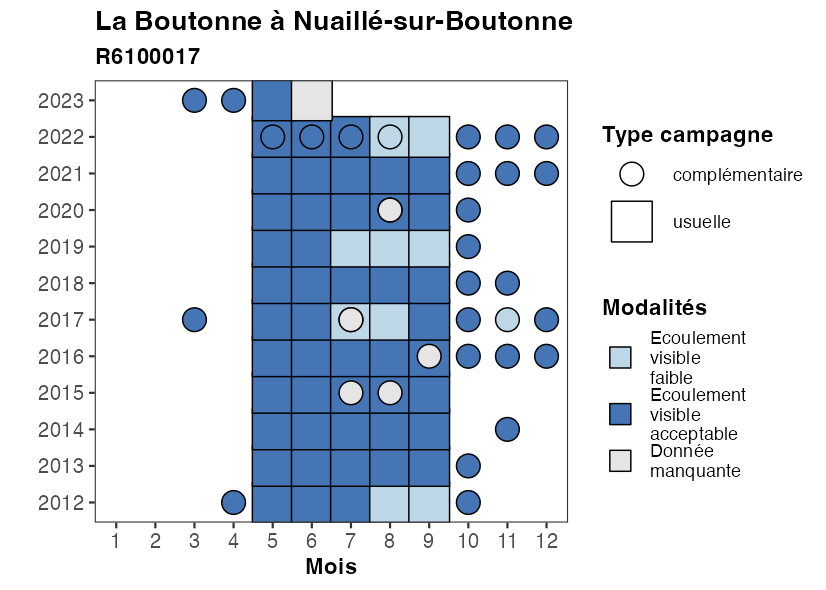 La Boutonne à Nuaillé-sur-Boutonne
R6100017
2023
2022
2021
2020
2019
2018
2017
2016
2015
2014
2013
2012
1 2 3 4 5 6 7 8 9 10 11 12
Mois
Type campagne
complémentaire
usuelle
Modalités
Ecoulement
visible
faible
Ecoulement
visible
acceptable
Donnée
manquante